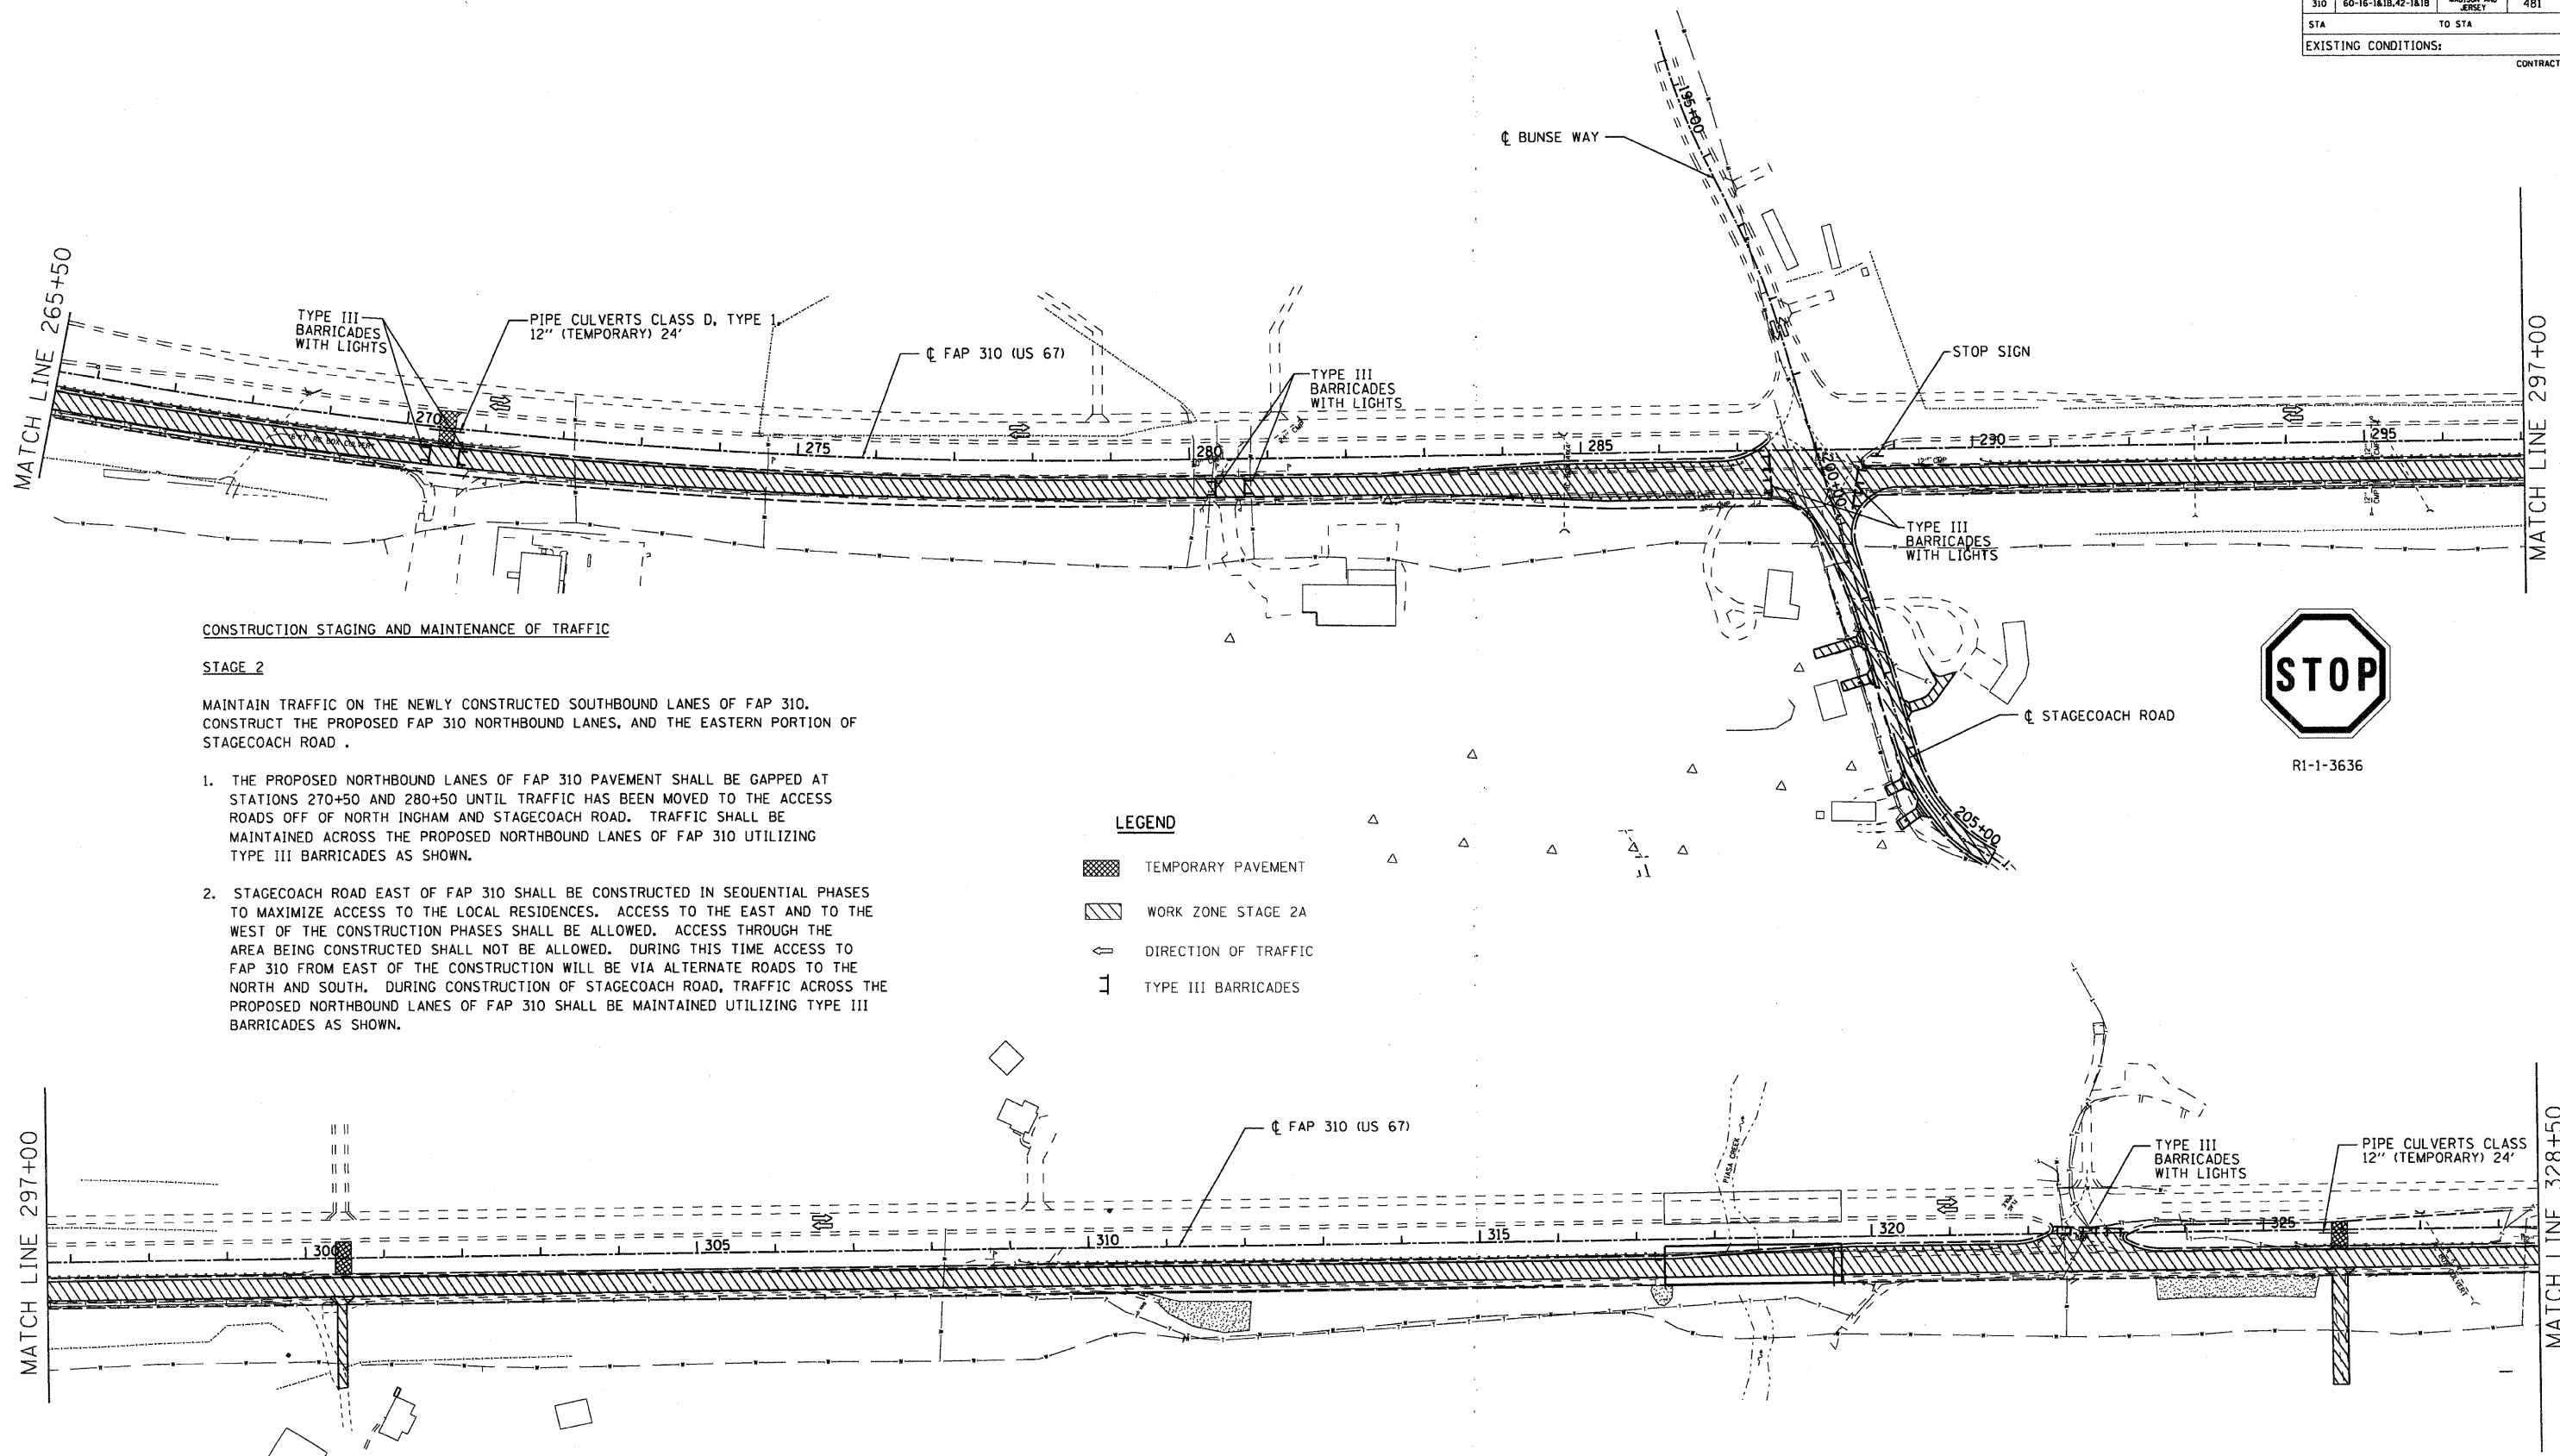 310 60-16-1&1B,42-1&1B JERSEY 481
STA TO STA
EXISTING CONDITIONS:
CONTRACT
195+00
℄ BUNSE WAY
MATCH LINE 265+50
TYPE III
BARRICADES
WITH LIGHTS
PIPE CULVERTS CLASS D, TYPE 1,
12" (TEMPORARY) 24'
℄ FAP 310 (US 67)
TYPE III
BARRICADES
WITH LIGHTS
STOP SIGN
MATCH LINE 297+00
270
275
280
285
290
295
12" CMP
TYPE III
BARRICADES
WITH LIGHTS
CONSTRUCTION STAGING AND MAINTENANCE OF TRAFFIC
STAGE 2
MAINTAIN TRAFFIC ON THE NEWLY CONSTRUCTED SOUTHBOUND LANES OF FAP 310.
CONSTRUCT THE PROPOSED FAP 310 NORTHBOUND LANES, AND THE EASTERN PORTION OF
STAGECOACH ROAD .
1. THE PROPOSED NORTHBOUND LANES OF FAP 310 PAVEMENT SHALL BE GAPPED AT
STATIONS 270+50 AND 280+50 UNTIL TRAFFIC HAS BEEN MOVED TO THE ACCESS
ROADS OFF OF NORTH INGHAM AND STAGECOACH ROAD. TRAFFIC SHALL BE
MAINTAINED ACROSS THE PROPOSED NORTHBOUND LANES OF FAP 310 UTILIZING
TYPE III BARRICADES AS SHOWN.
2. STAGECOACH ROAD EAST OF FAP 310 SHALL BE CONSTRUCTED IN SEQUENTIAL PHASES
TO MAXIMIZE ACCESS TO THE LOCAL RESIDENCES. ACCESS TO THE EAST AND TO THE
WEST OF THE CONSTRUCTION PHASES SHALL BE ALLOWED. ACCESS THROUGH THE
AREA BEING CONSTRUCTED SHALL NOT BE ALLOWED. DURING THIS TIME ACCESS TO
FAP 310 FROM EAST OF THE CONSTRUCTION WILL BE VIA ALTERNATE ROADS TO THE
NORTH AND SOUTH. DURING CONSTRUCTION OF STAGECOACH ROAD, TRAFFIC ACROSS THE
PROPOSED NORTHBOUND LANES OF FAP 310 SHALL BE MAINTAINED UTILIZING TYPE III
BARRICADES AS SHOWN.
LEGEND
TEMPORARY PAVEMENT
WORK ZONE STAGE 2A
DIRECTION OF TRAFFIC
TYPE III BARRICADES
℄ STAGECOACH ROAD
205+00
STOP
R1-1-3636
MATCH LINE 297+00
℄ FAP 310 (US 67)
PIASA CREEK
TYPE III
BARRICADES
WITH LIGHTS
PIPE CULVERTS CLASS
12" (TEMPORARY) 24'
MATCH LINE 328+50
300
305
310
315
320
325